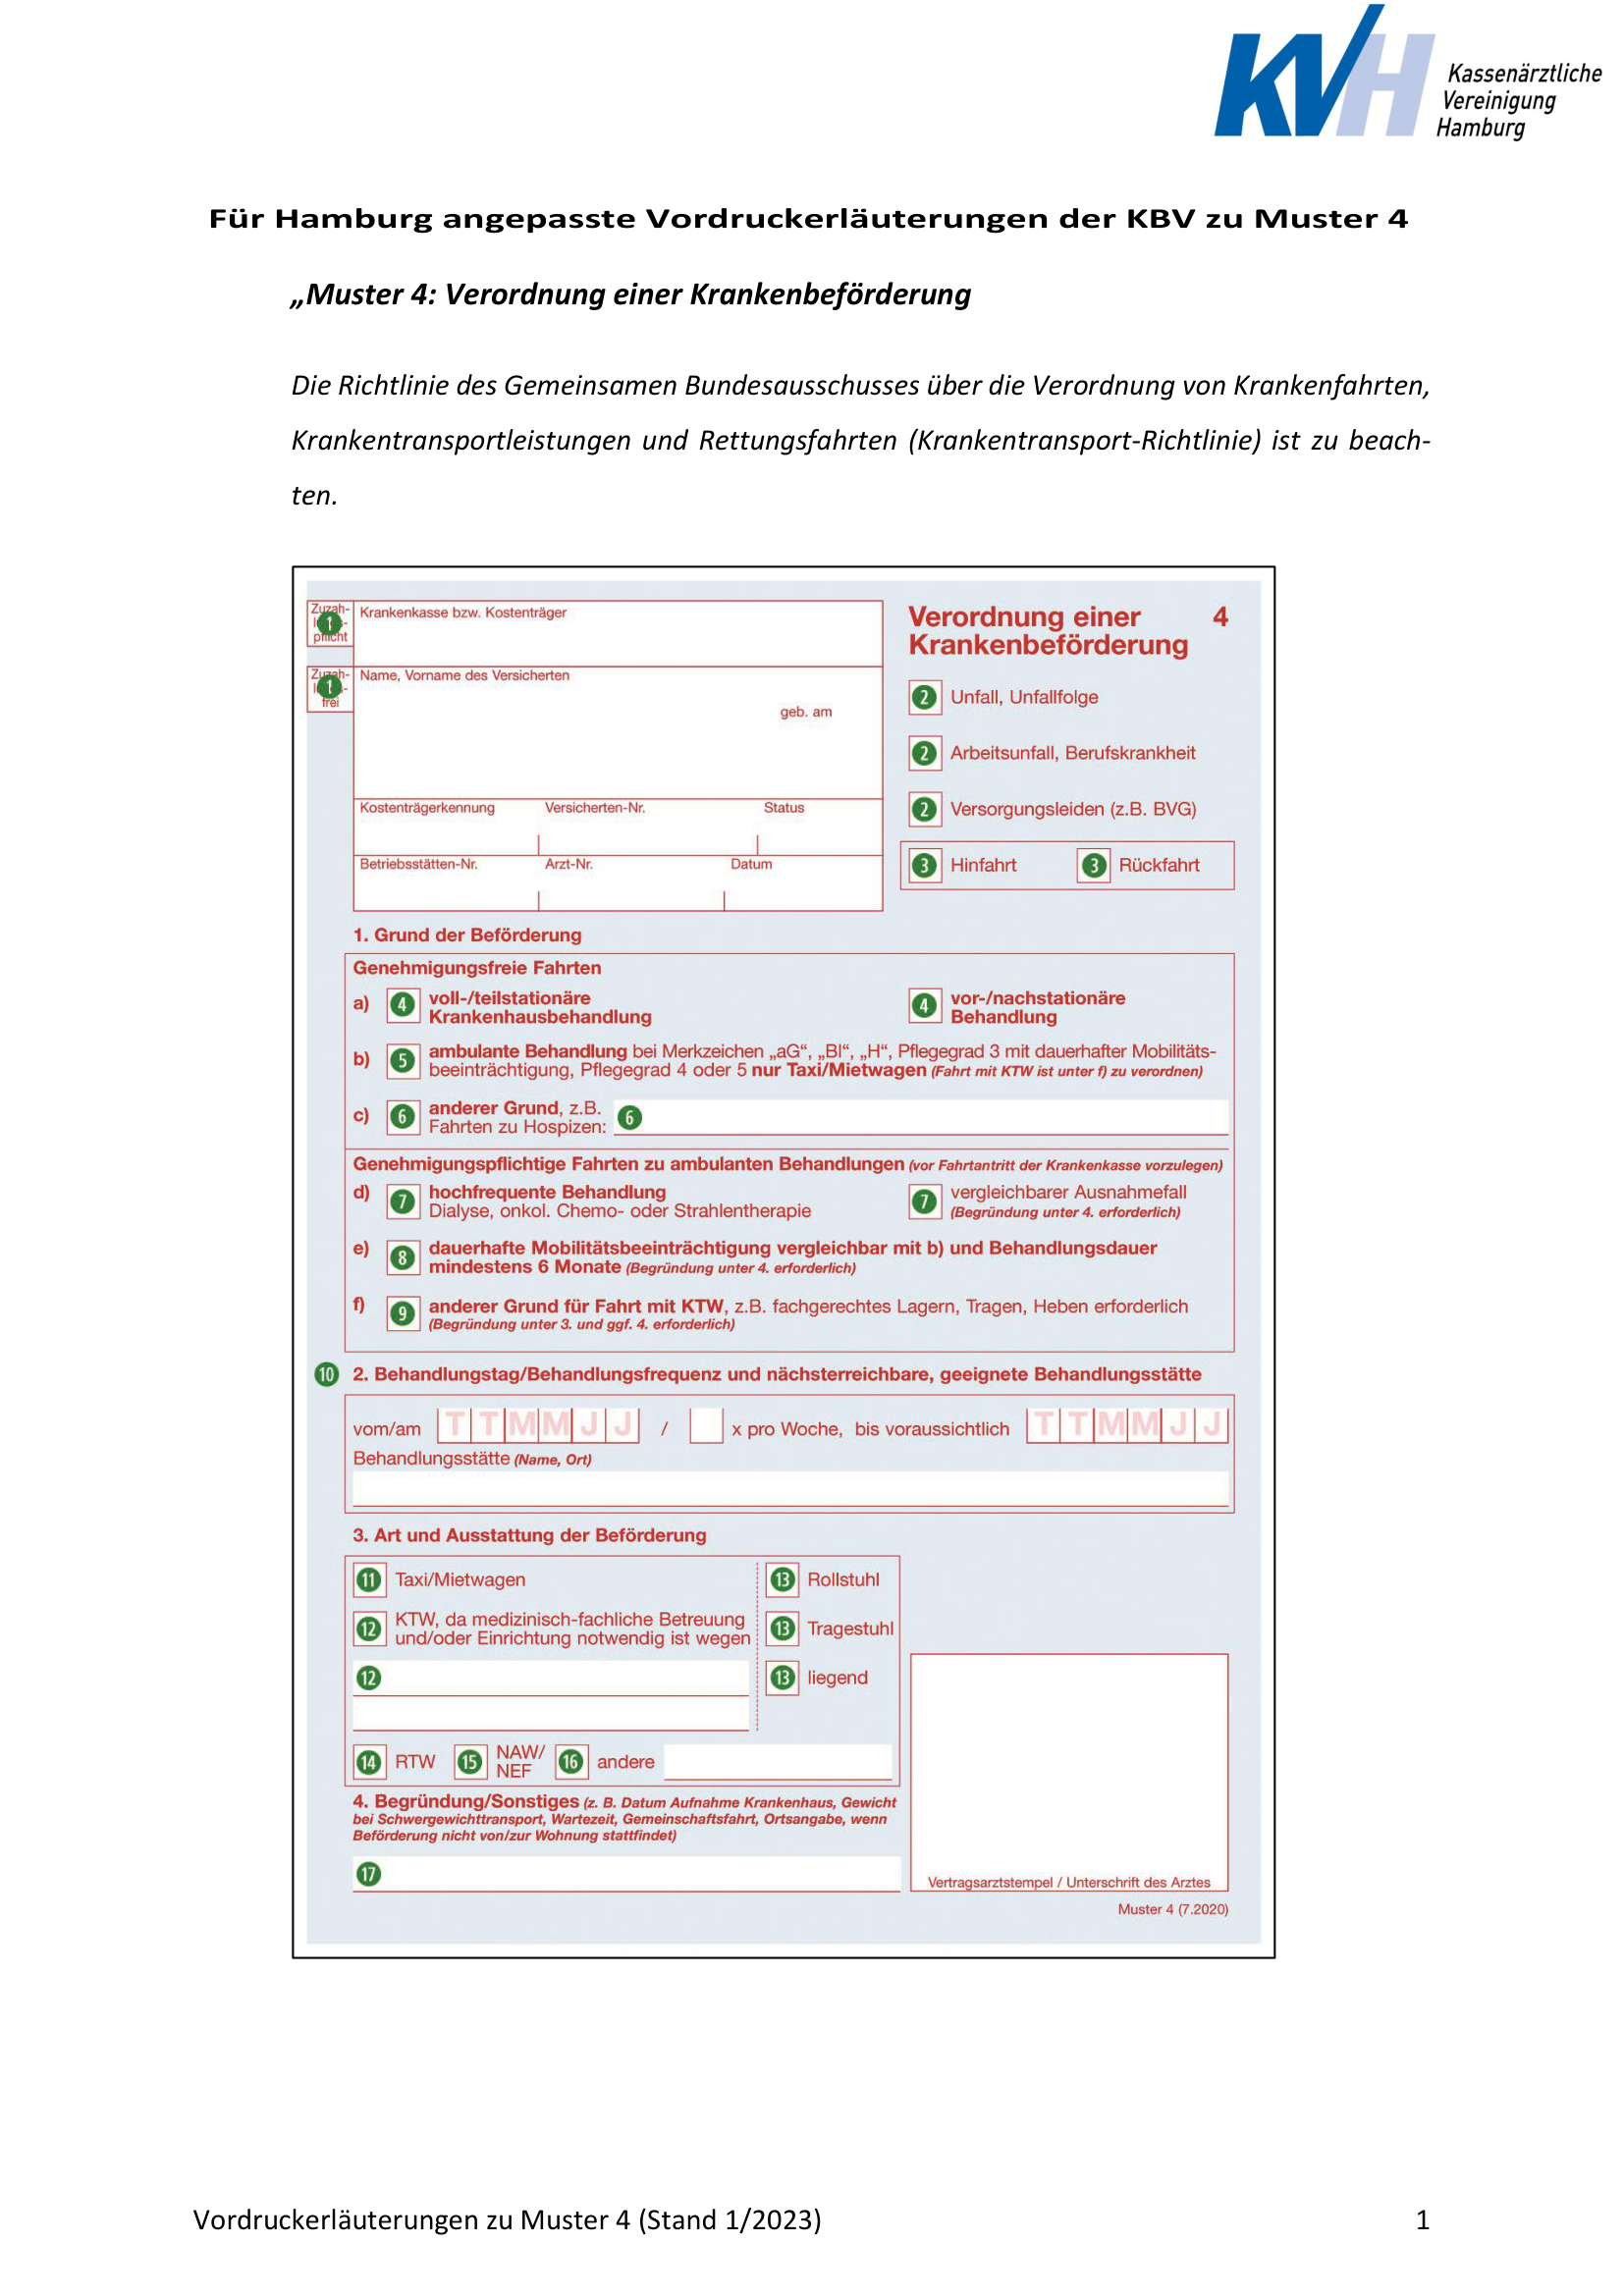 KVH
Kassenärztliche
Vereinigung
Hamburg
Für Hamburg angepasste Vordruckerläuterungen der KBV zu Muster 4
„Muster 4: Verordnung einer Krankenbeförderung
Die Richtlinie des Gemeinsamen Bundesausschusses über die Verordnung von Krankenfahrten,
Krankentransportleistungen und Rettungsfahrten (Krankentransport-Richtlinie) ist zu beach-
ten.
Zuzah-
1
pflicht
Krankenkasse bzw. Kostenträger
Zuzah-
1
frei
Name, Vorname des Versicherten
geb. am
Kostenträgerkennung Versicherten-Nr. Status
Betriebsstätten-Nr. Arzt-Nr. Datum
Verordnung einer 4
Krankenbeförderung
2 Unfall, Unfallfolge
2 Arbeitsunfall, Berufskrankheit
2 Versorgungsleiden (z.B. BVG)
3 Hinfahrt 3 Rückfahrt
1. Grund der Beförderung
Genehmigungsfreie Fahrten
a) 4 voll-/teilstationäre
Krankenhausbehandlung
4 vor-/nachstationäre
Behandlung
b) 5 ambulante Behandlung bei Merkzeichen „aG“, „Bl“, „H“, Pflegegrad 3 mit dauerhafter Mobilitäts-
beeinträchtigung, Pflegegrad 4 oder 5 nur Taxi/Mietwagen (Fahrt mit KTW ist unter f) zu verordnen)
c) 6 anderer Grund, z.B.
Fahrten zu Hospizen: 6
Genehmigungspflichtige Fahrten zu ambulanten Behandlungen (vor Fahrtantritt der Krankenkasse vorzulegen)
d) 7 hochfrequente Behandlung
Dialyse, onkol. Chemo- oder Strahlentherapie
7 vergleichbarer Ausnahmefall
(Begründung unter 4. erforderlich)
e) 8 dauerhafte Mobilitätsbeeinträchtigung vergleichbar mit b) und Behandlungsdauer
mindestens 6 Monate (Begründung unter 4. erforderlich)
f) 9 anderer Grund für Fahrt mit KTW, z.B. fachgerechtes Lagern, Tragen, Heben erforderlich
(Begründung unter 3. und ggf. 4. erforderlich)
10 2. Behandlungstag/Behandlungsfrequenz und nächsterreichbare, geeignete Behandlungsstätte
vom/am T T M M J J / x pro Woche, bis voraussichtlich T T M M J J
Behandlungsstätte (Name, Ort)
3. Art und Ausstattung der Beförderung
11 Taxi/Mietwagen 13 Rollstuhl
12 KTW, da medizinisch-fachliche Betreuung
und/oder Einrichtung notwendig ist wegen
13 Tragestuhl
12
13 liegend
14 RTW 15 NAW/
NEF 16 andere
4. Begründung/Sonstiges (z. B. Datum Aufnahme Krankenhaus, Gewicht
bei Schwergewichttransport, Wartezeit, Gemeinschaftsfahrt, Ortsangabe, wenn
Beförderung nicht von/zur Wohnung stattfindet)
17
Vertragsarztstempel / Unterschrift des Arztes
Muster 4 (7.2020)
Vordruckerläuterungen zu Muster 4 (Stand 1/2023) 1